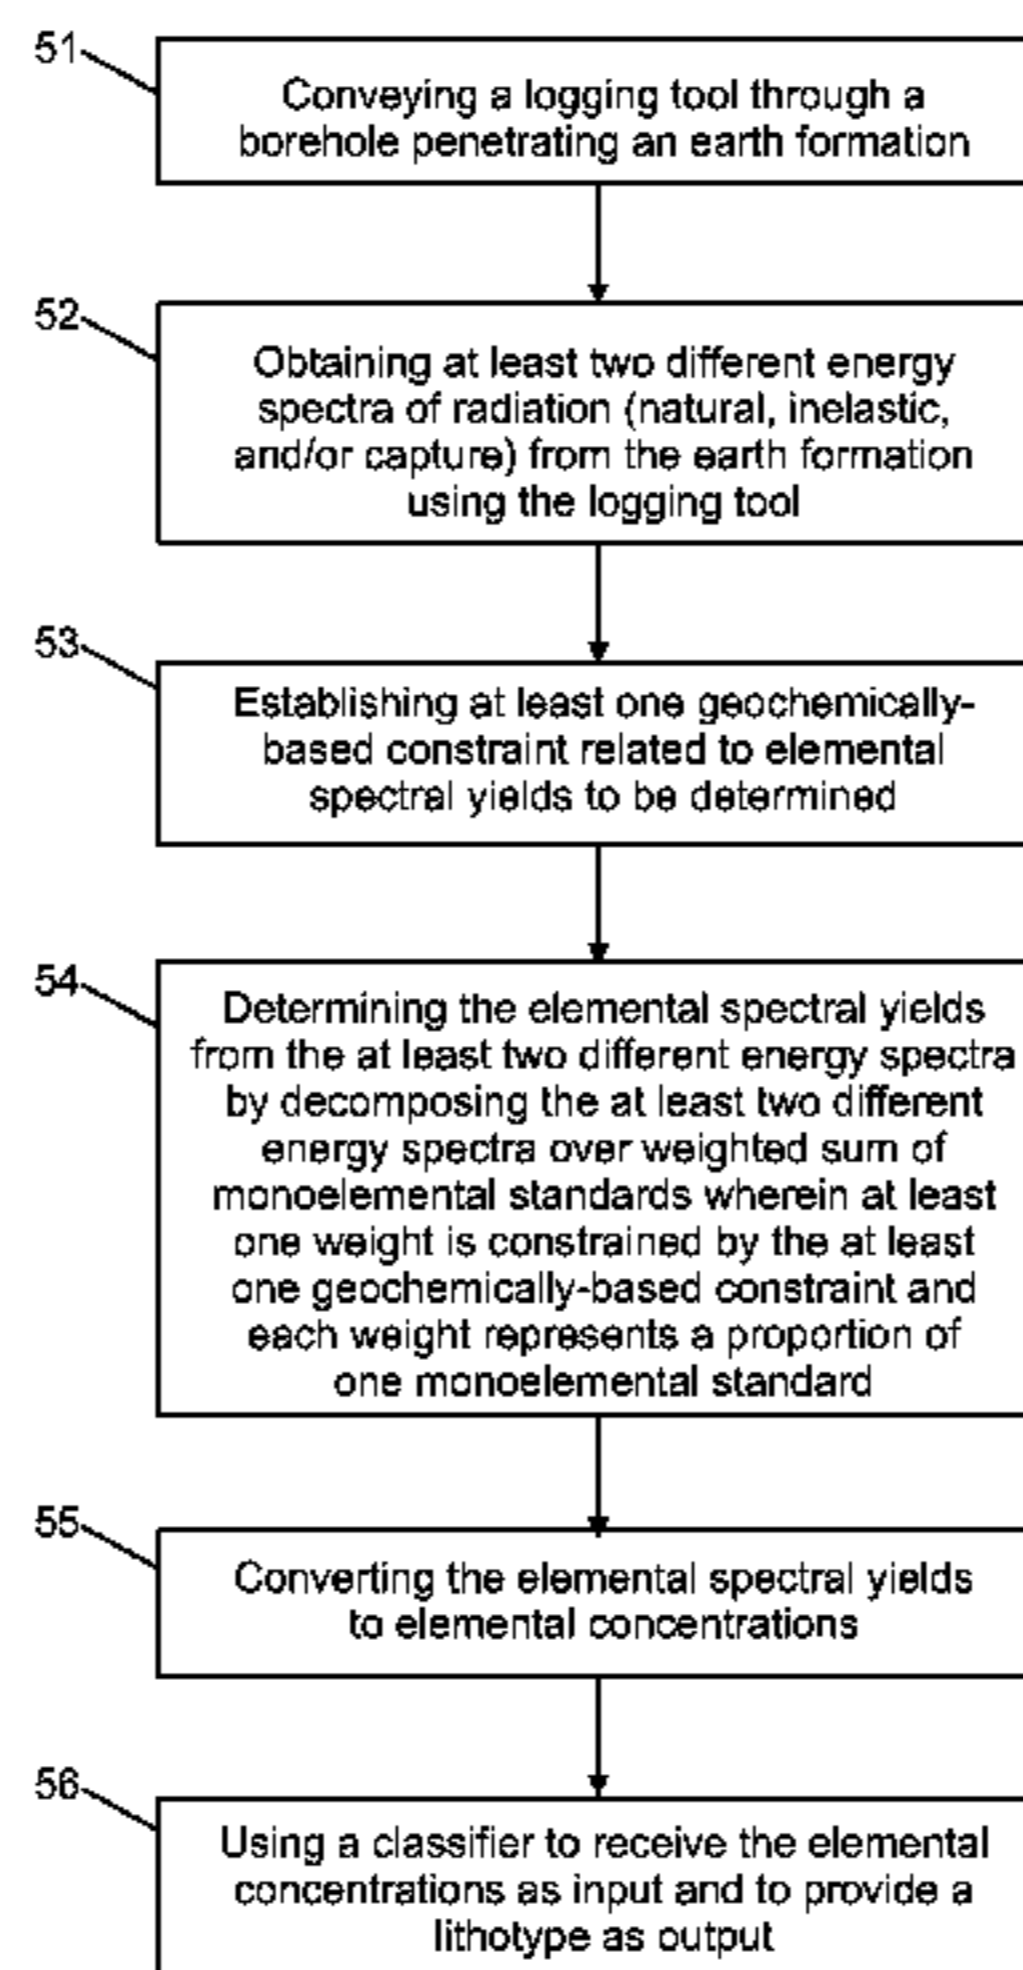 51
Conveying a logging tool through a
borehole penetrating an earth formation
52
Obtaining at least two different energy
spectra of radiation (natural, inelastic,
and/or capture) from the earth formation
using the logging tool
53
Establishing at least one geochemically-
based constraint related to elemental
spectral yields to be determined
54
Determining the elemental spectral yields
from the at least two different energy spectra
by decomposing the at least two different
energy spectra over weighted sum of
monoelemental standards wherein at least
one weight is constrained by the at least
one geochemically-based constraint and
each weight represents a proportion of
one monoelemental standard
55
Converting the elemental spectral yields
to elemental concentrations
56
Using a classifier to receive the elemental
concentrations as input and to provide a
lithotype as output